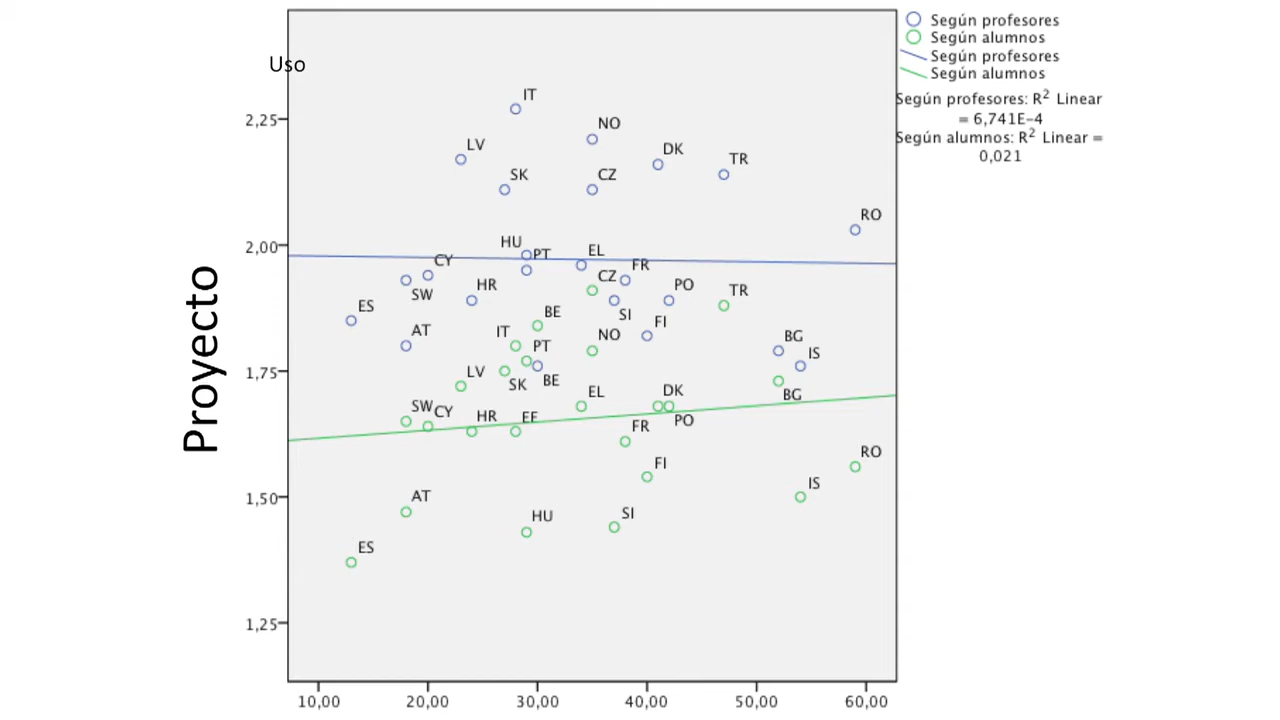 Uso
Proyecto
2,25
2,00
1,75
1,50
1,25
10,00
20,00
30,00
40,00
50,00
60,00
IT
NO
LV
DK
TR
SK
CZ
RO
HU
PT
EL
CY
FR
CZ
SW
HR
PO
TR
ES
SI
BE
FI
AT
IT
NO
BG
PT
IS
LV
SK
BE
EL
DK
BG
SW
CY
HR
EE
FR
PO
RO
FI
IS
AT
HU
SI
ES
Según profesores
Según alumnos
Según profesores
Según alumnos
Según profesores: R² Linear
= 6,741E-4
Según alumnos: R² Linear =
0,021